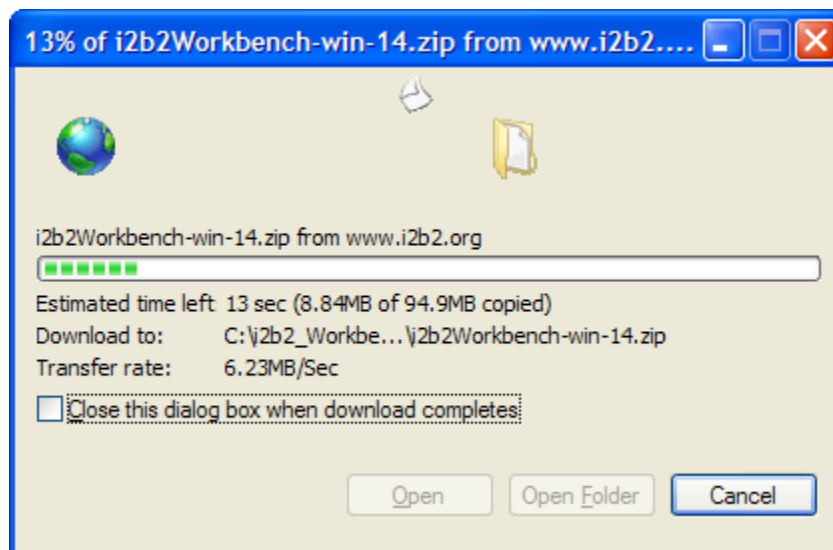 13% of i2b2Workbench-win-14.zip from www.i2b2....
i2b2Workbench-win-14.zip from www.i2b2.org
Estimated time left 13 sec (8.84MB of 94.9MB copied)
Download to: C:\i2b2_Workbe...\i2b2Workbench-win-14.zip
Transfer rate: 6.23MB/Sec
Close this dialog box when download completes
Open Open Folder Cancel